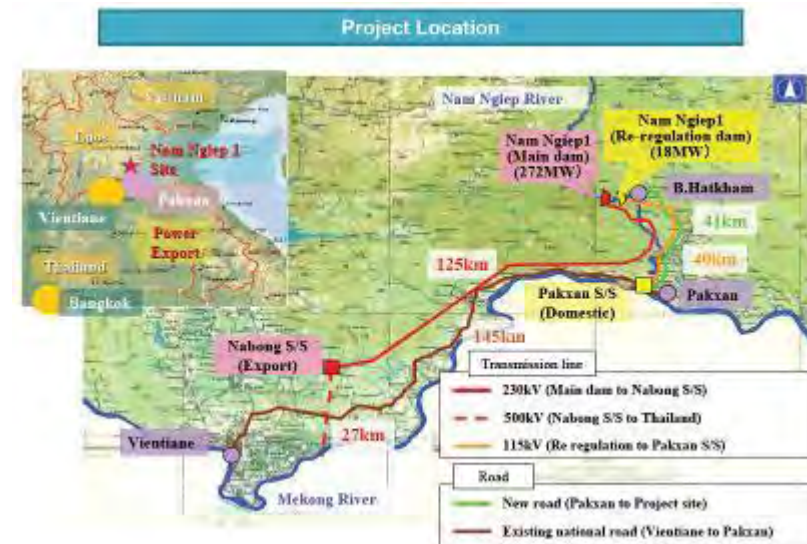 Project Location
Vietnam
Laos
Nam Ngiep 1
Site
Pakxan
Vientiane
Power
Export
Thailand
Bangkok
Nam Ngiep River
Nam Ngiep1
(Main dam)
(272MW)
Nam Ngiep1
(Re-regulation dam)
(18MW)
B.Hatkham
41km
40km
125km
Pakxan S/S
(Domestic)
Pakxan
145km
Nabong S/S
(Export)
27km
Vientiane
Mekong River
Transmission line
230kV (Main dam to Nabong S/S)
500kV (Nabong S/S to Thailand)
115kV (Re regulation to Pakxan S/S)
Road
New road (Pakxan to Project site)
Existing national road (Vientiane to Pakxan)